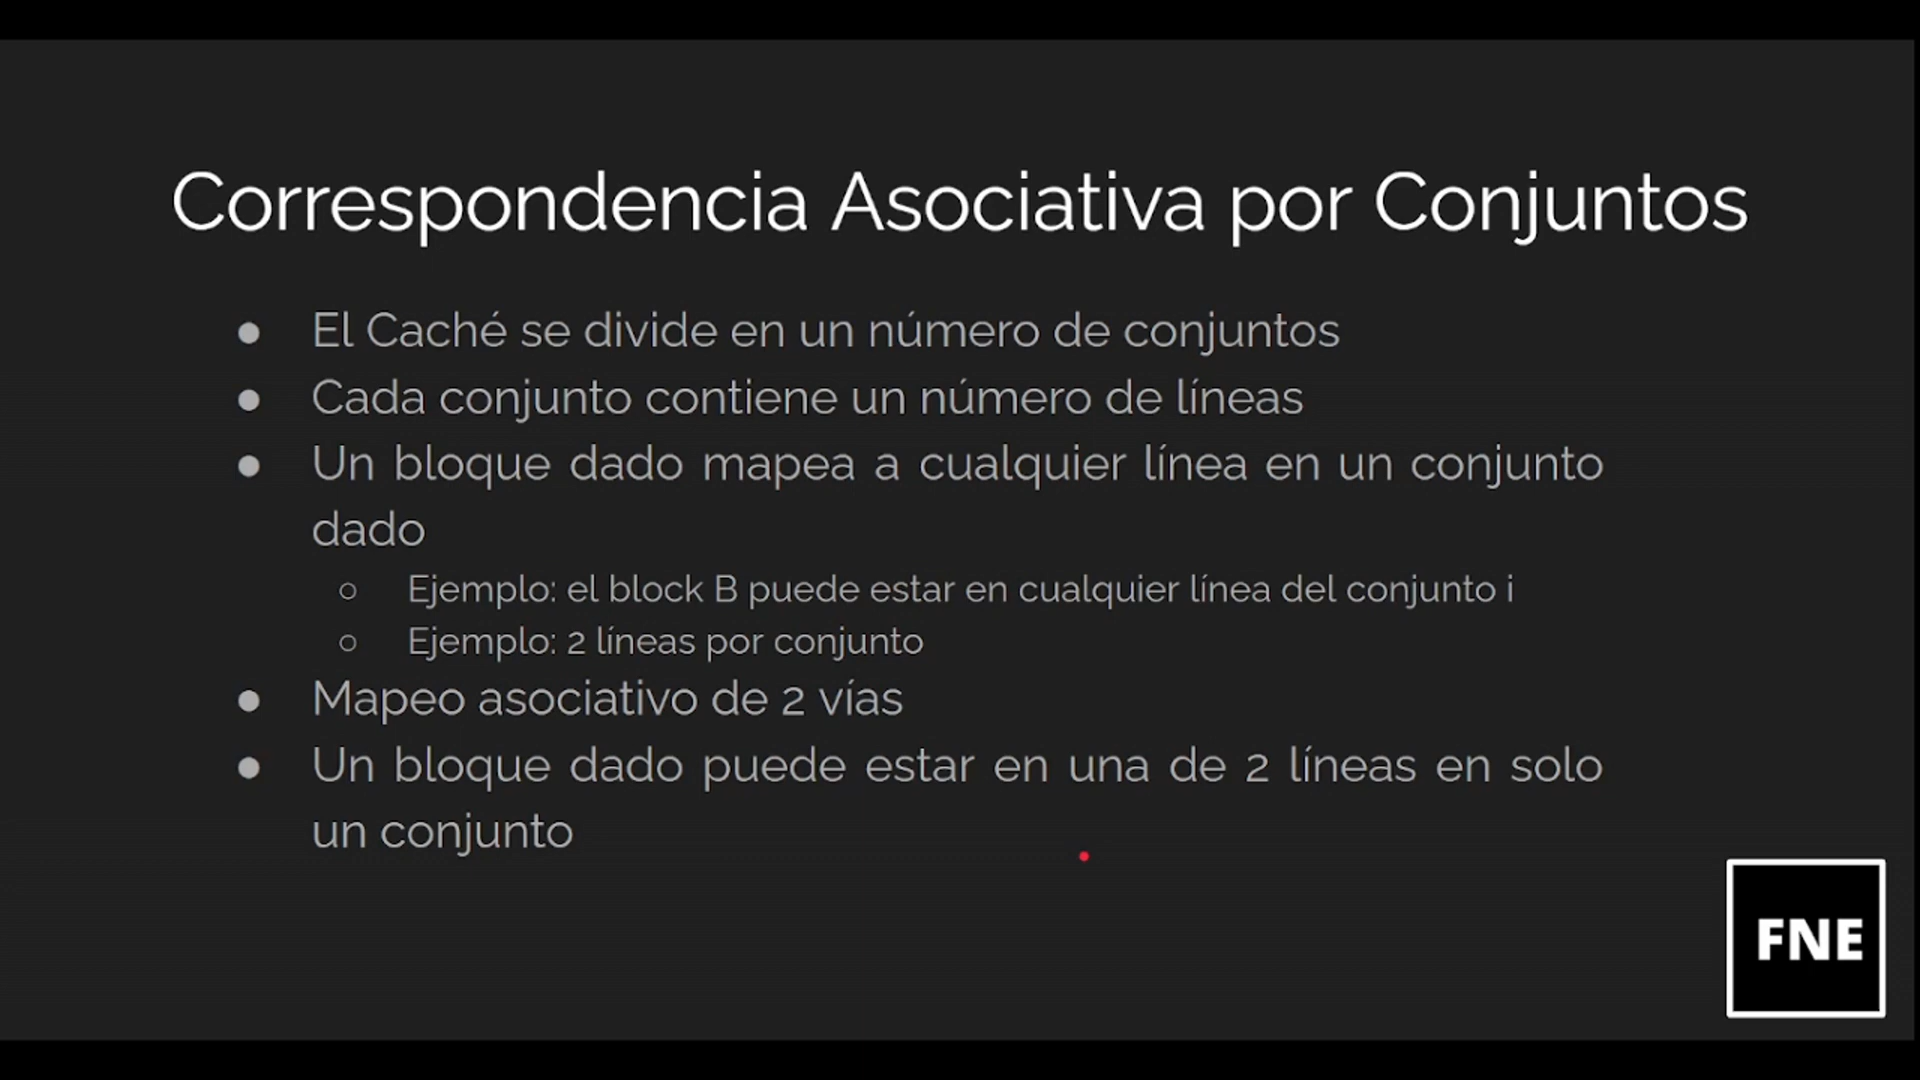 Correspondencia Asociativa por Conjuntos
● El Caché se divide en un número de conjuntos
● Cada conjunto contiene un número de líneas
● Un bloque dado mapea a cualquier línea en un conjunto
dado
○ Ejemplo: el block B puede estar en cualquier línea del conjunto i
○ Ejemplo: 2 líneas por conjunto
● Mapeo asociativo de 2 vías
● Un bloque dado puede estar en una de 2 líneas en solo
un conjunto
FNE